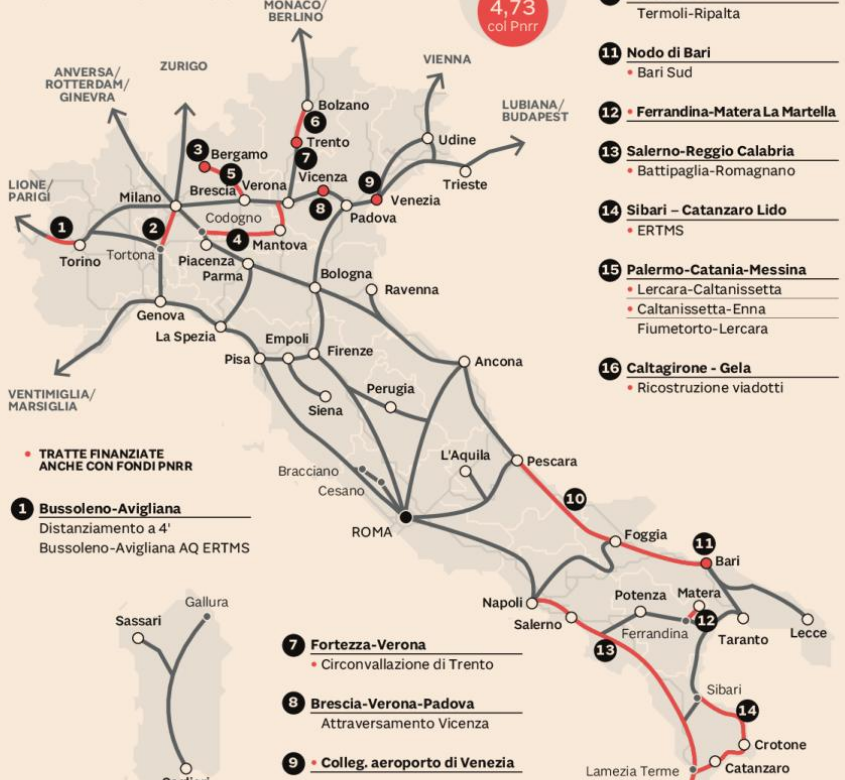 MONACO/
BERLINO
4,73
col Pnrr
Termoli-Ripalta
11 Nodo di Bari
• Bari Sud
12 • Ferrandina-Matera La Martella
13 Salerno-Reggio Calabria
• Battipaglia-Romagnano
14 Sibari – Catanzaro Lido
• ERTMS
15 Palermo-Catania-Messina
• Lercara-Caltanissetta
• Caltanissetta-Enna
Fiumetorto-Lercara
16 Caltagirone - Gela
• Ricostruzione viadotti
ANVERSA/
ROTTERDAM/
GINEVRA
ZURIGO
VIENNA
LUBIANA/
BUDAPEST
LIONE/
PARIGI
Bolzano
6
Trento
7
3
Bergamo
5
Brescia
Verona
Vicenza
8
9
Venezia
Padova
Udine
Trieste
Milano
1
Torino
2
Tortona
Codogno
4
Mantova
Piacenza
Parma
Bologna
Ravenna
Genova
La Spezia
Empoli
Pisa
Firenze
Ancona
Siena
Perugia
VENTIMIGLIA/
MARSIGLIA
L'Aquila
Pescara
Bracciano
Cesano
ROMA
10
Foggia
11
Bari
Napoli
Salerno
Potenza
Matera
Ferrandina
12
Taranto
Lecce
13
Sibari
14
Crotone
Catanzaro
Lamezia Terme
• TRATTE FINANZIATE
ANCHE CON FONDI PNRR
1 Bussoleno-Avigliana
Distanziamento a 4'
Bussoleno-Avigliana AQ ERTMS
Sassari
Gallura
7 Fortezza-Verona
• Circonvallazione di Trento
8 Brescia-Verona-Padova
Attraversamento Vicenza
9 • Colleg. aeroporto di Venezia